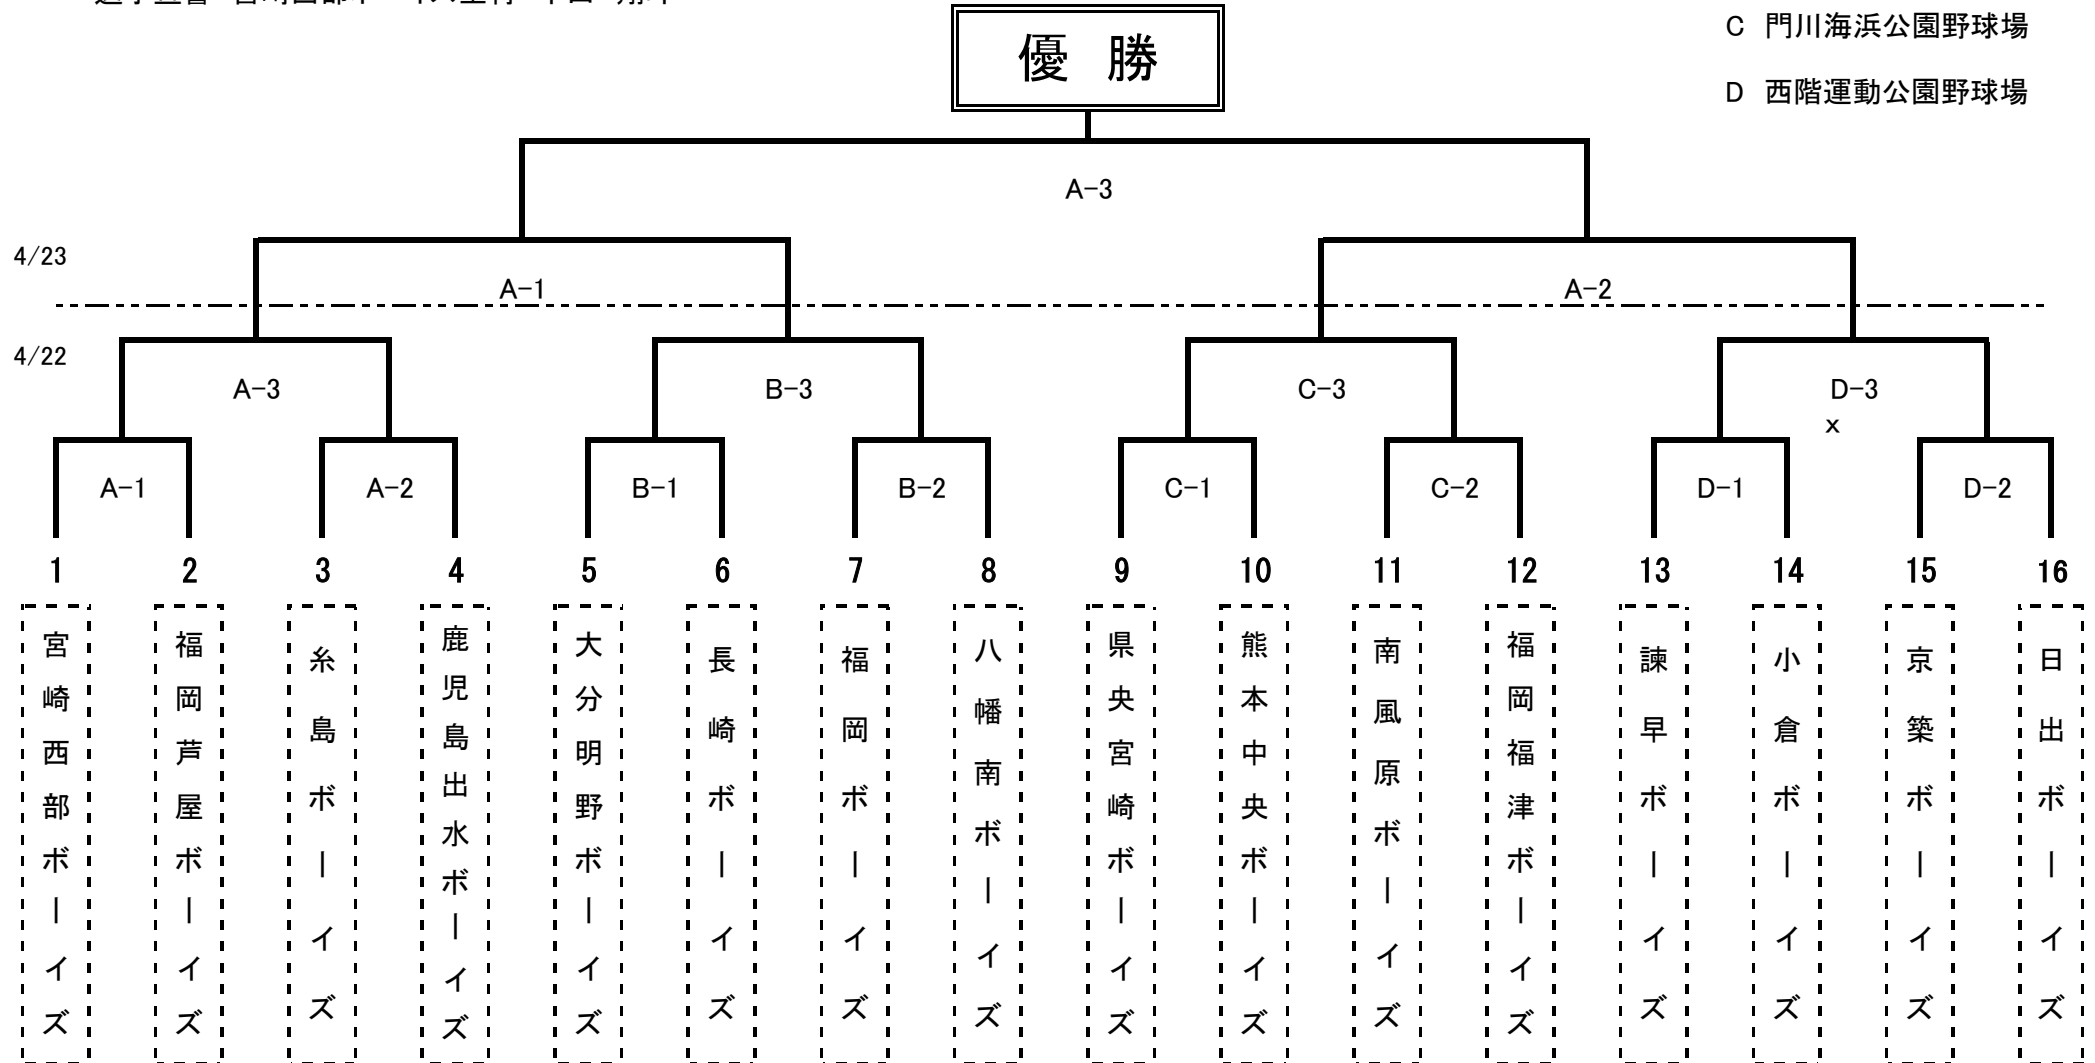 優 勝
C 門川海浜公園野球場
D 西階運動公園野球場
A-3
4/23
A-1
A-2
4/22
A-3
B-3
C-3
D-3
x
A-1
A-2
B-1
B-2
C-1
C-2
D-1
D-2
1
2
3
4
5
6
7
8
9
10
11
12
13
14
15
16
宮崎西部ボーイズ
福岡芦屋ボーイズ
糸島ボーイズ
鹿児島出水ボーイズ
大分明野ボーイズ
長崎ボーイズ
福岡ボーイズ
八幡南ボーイズ
県央宮崎ボーイズ
熊本中央ボーイズ
南風原ボーイズ
福岡福津ボーイズ
諫早ボーイズ
小倉ボーイズ
京築ボーイズ
日出ボーイズ